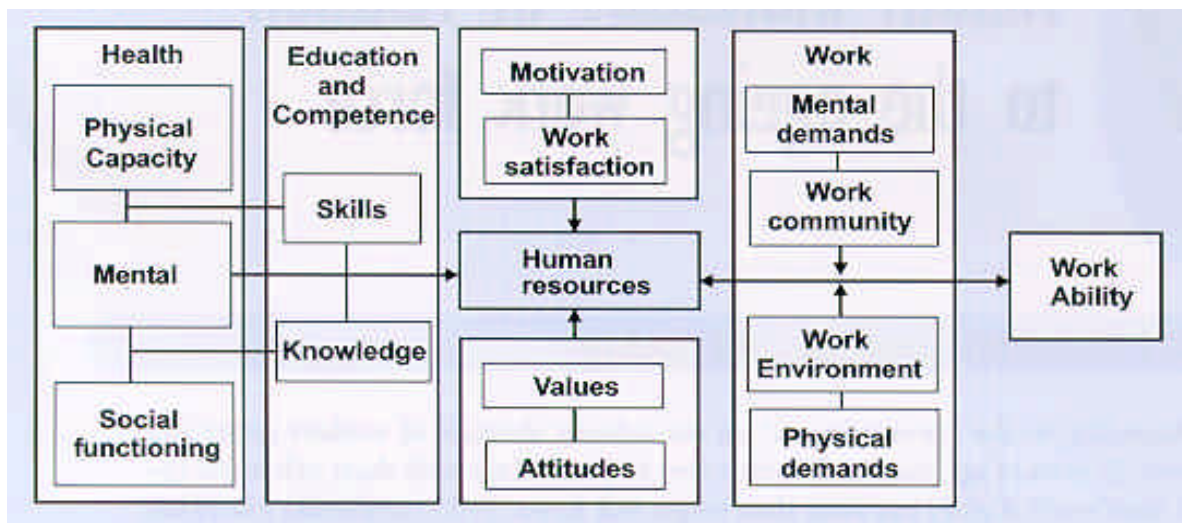 Health
Physical
Capacity
Mental
Social
functioning
Education
and
Competence
Skills
Knowledge
Motivation
Work
satisfaction
Human
resources
Values
Attitudes
Work
Mental
demands
Work
community
Work
Environment
Physical
demands
Work
Ability